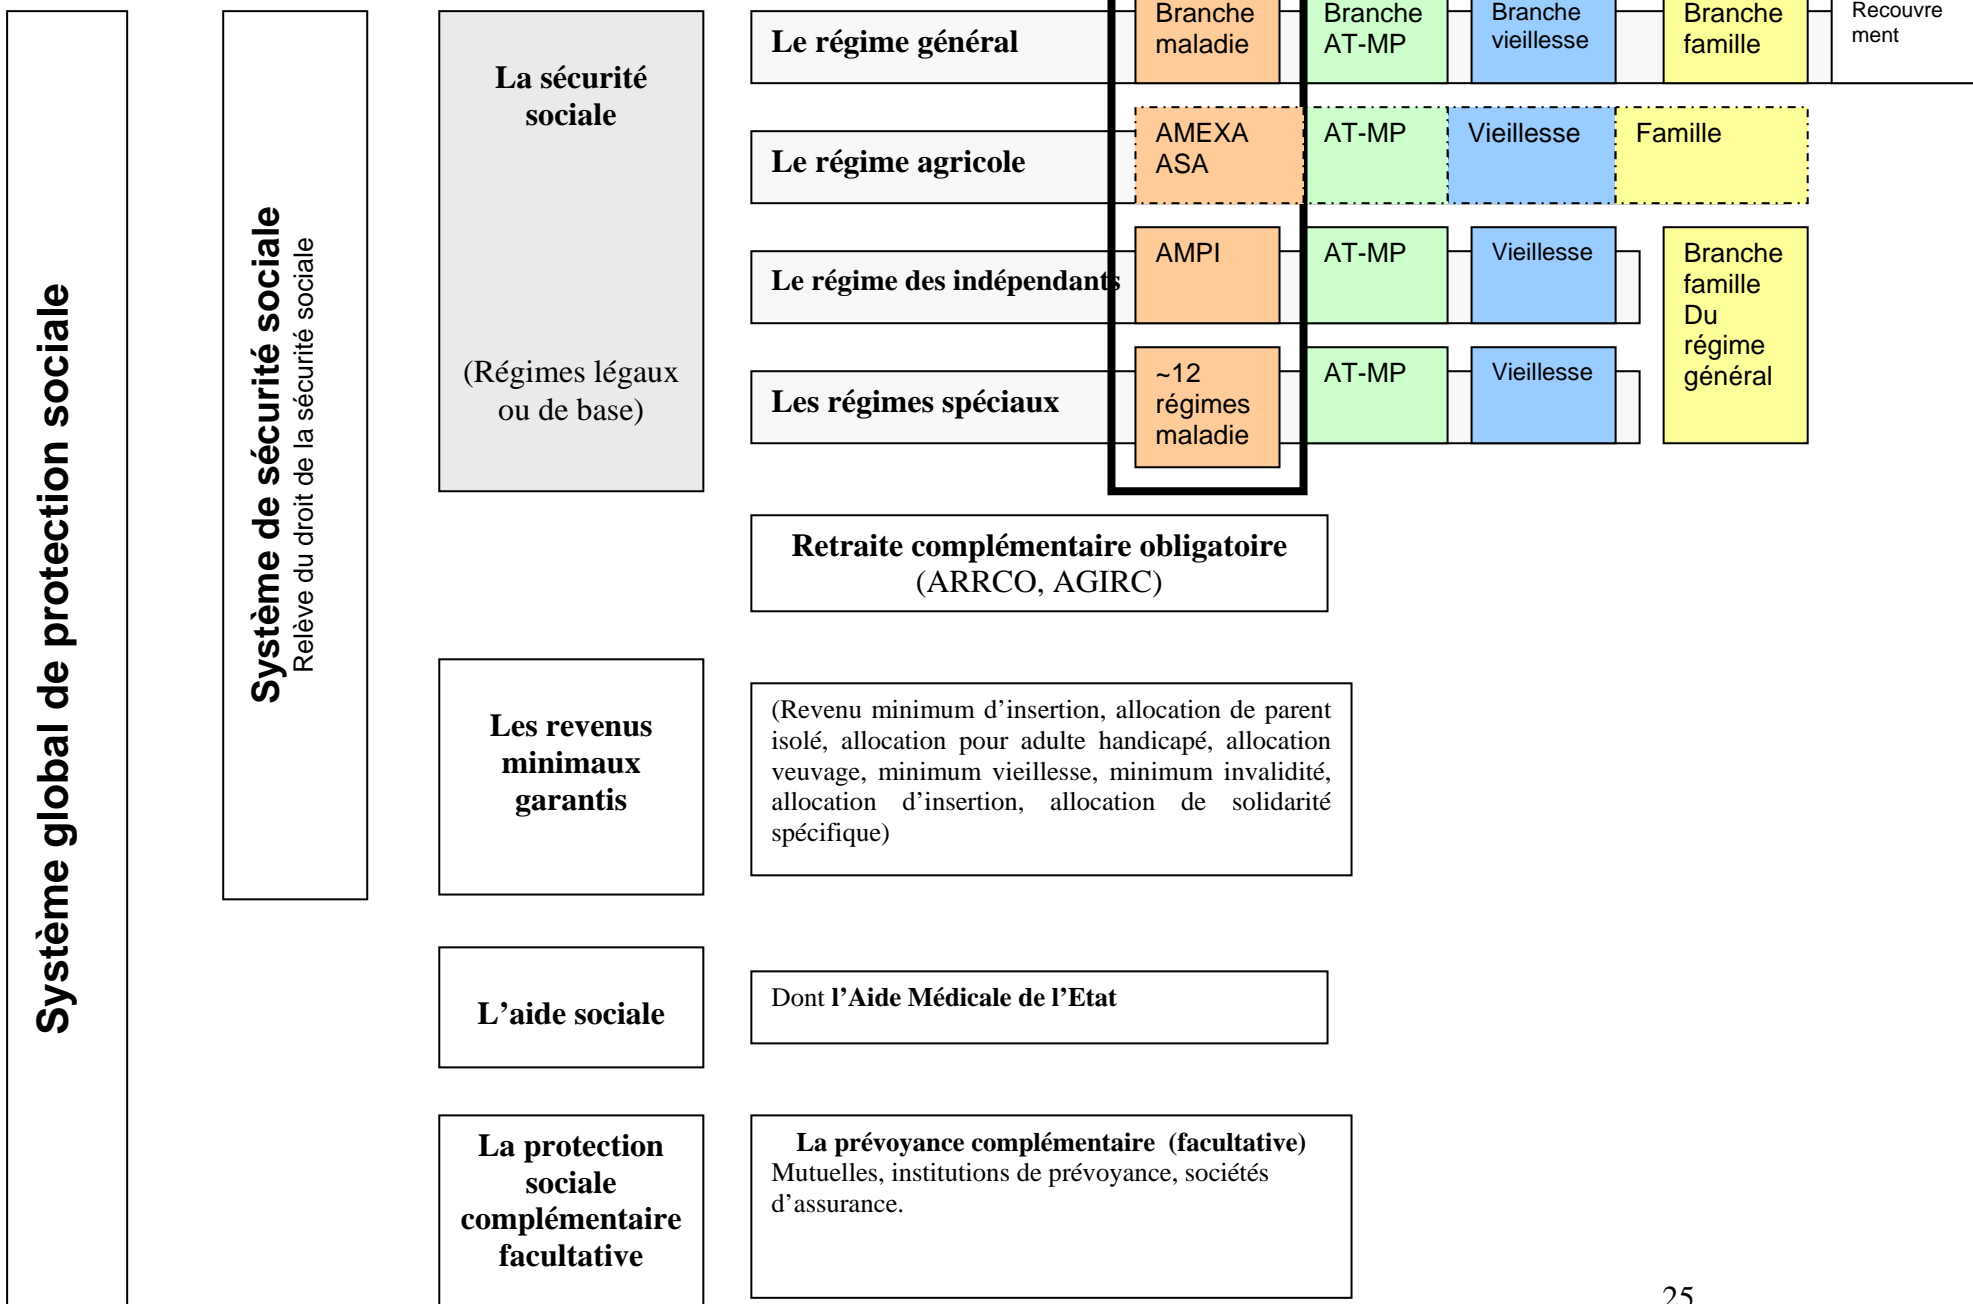 Système global de protection sociale
Système de sécurité sociale
Relève du droit de la sécurité sociale
La sécurité
sociale
(Régimes légaux
ou de base)
Le régime général
Branche
maladie
Branche
AT-MP
Branche
vieillesse
Branche
famille
Recouvre
ment
Le régime agricole
AMEXA
ASA
AT-MP
Vieillesse
Famille
Le régime des indépendants
AMPI
AT-MP
Vieillesse
Branche
famille
Du
régime
général
Les régimes spéciaux
~12
régimes
maladie
AT-MP
Vieillesse
Retraite complémentaire obligatoire
(ARRCO, AGIRC)
Les revenus
minimaux
garantis
(Revenu minimum d’insertion, allocation de parent
isolé, allocation pour adulte handicapé, allocation
veuvage, minimum vieillesse, minimum invalidité,
allocation d’insertion, allocation de solidarité
spécifique)
L’aide sociale
Dont l’Aide Médicale de l’Etat
La protection
sociale
complémentaire
facultative
La prévoyance complémentaire (facultative)
Mutuelles, institutions de prévoyance, sociétés
d’assurance.
25